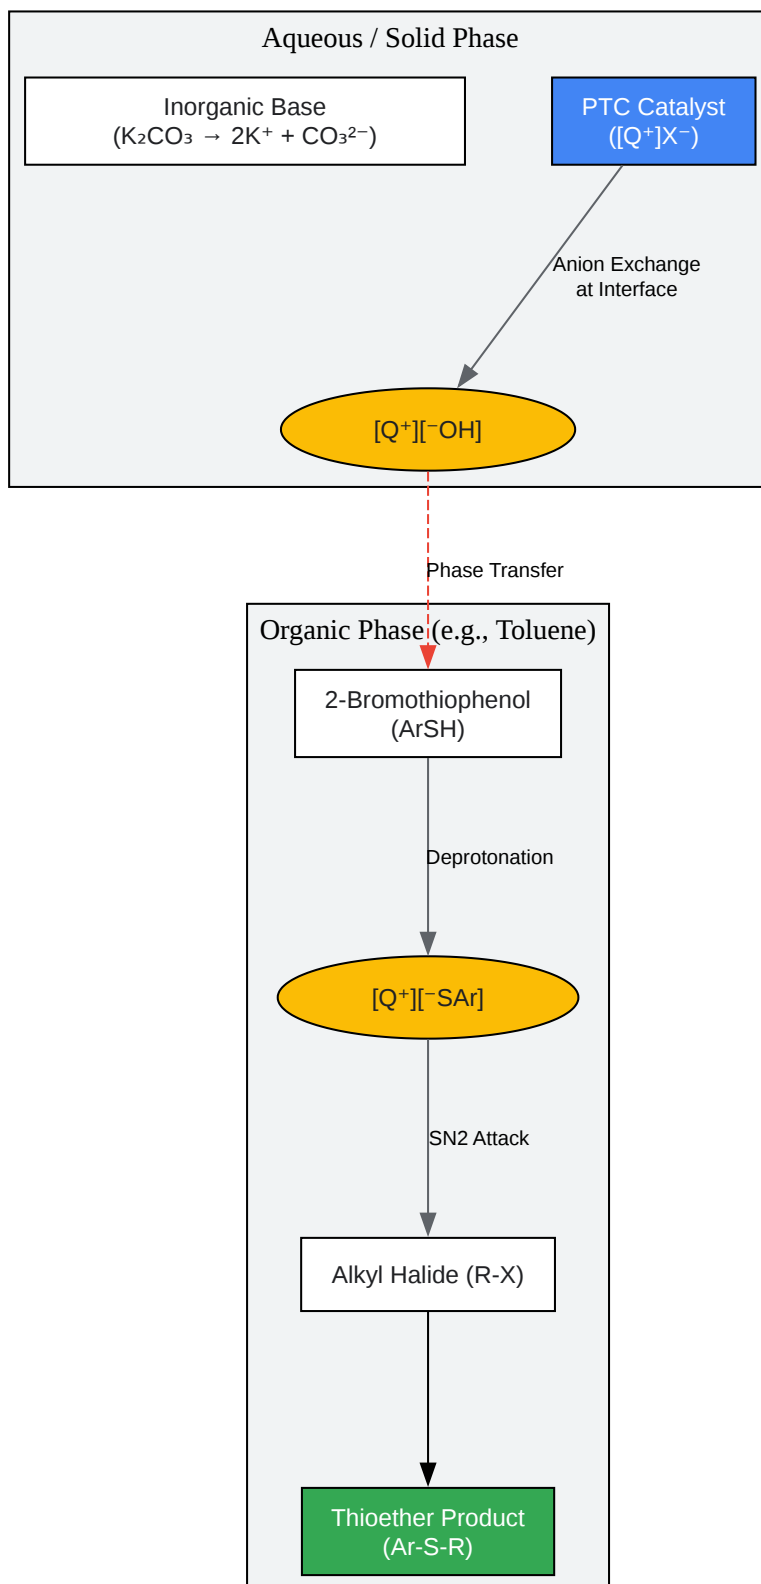 Aqueous / Solid Phase
Inorganic Base
(K₂CO₃ → 2K⁺ + CO₃²⁻)
PTC Catalyst
([Q⁺]X⁻)
Anion Exchange
at Interface
[Q⁺][⁻OH]
Phase Transfer
Organic Phase (e.g., Toluene)
2-Bromothiophenol
(ArSH)
Deprotonation
[Q⁺][⁻SAr]
SN2 Attack
Alkyl Halide (R-X)
Thioether Product
(Ar-S-R)